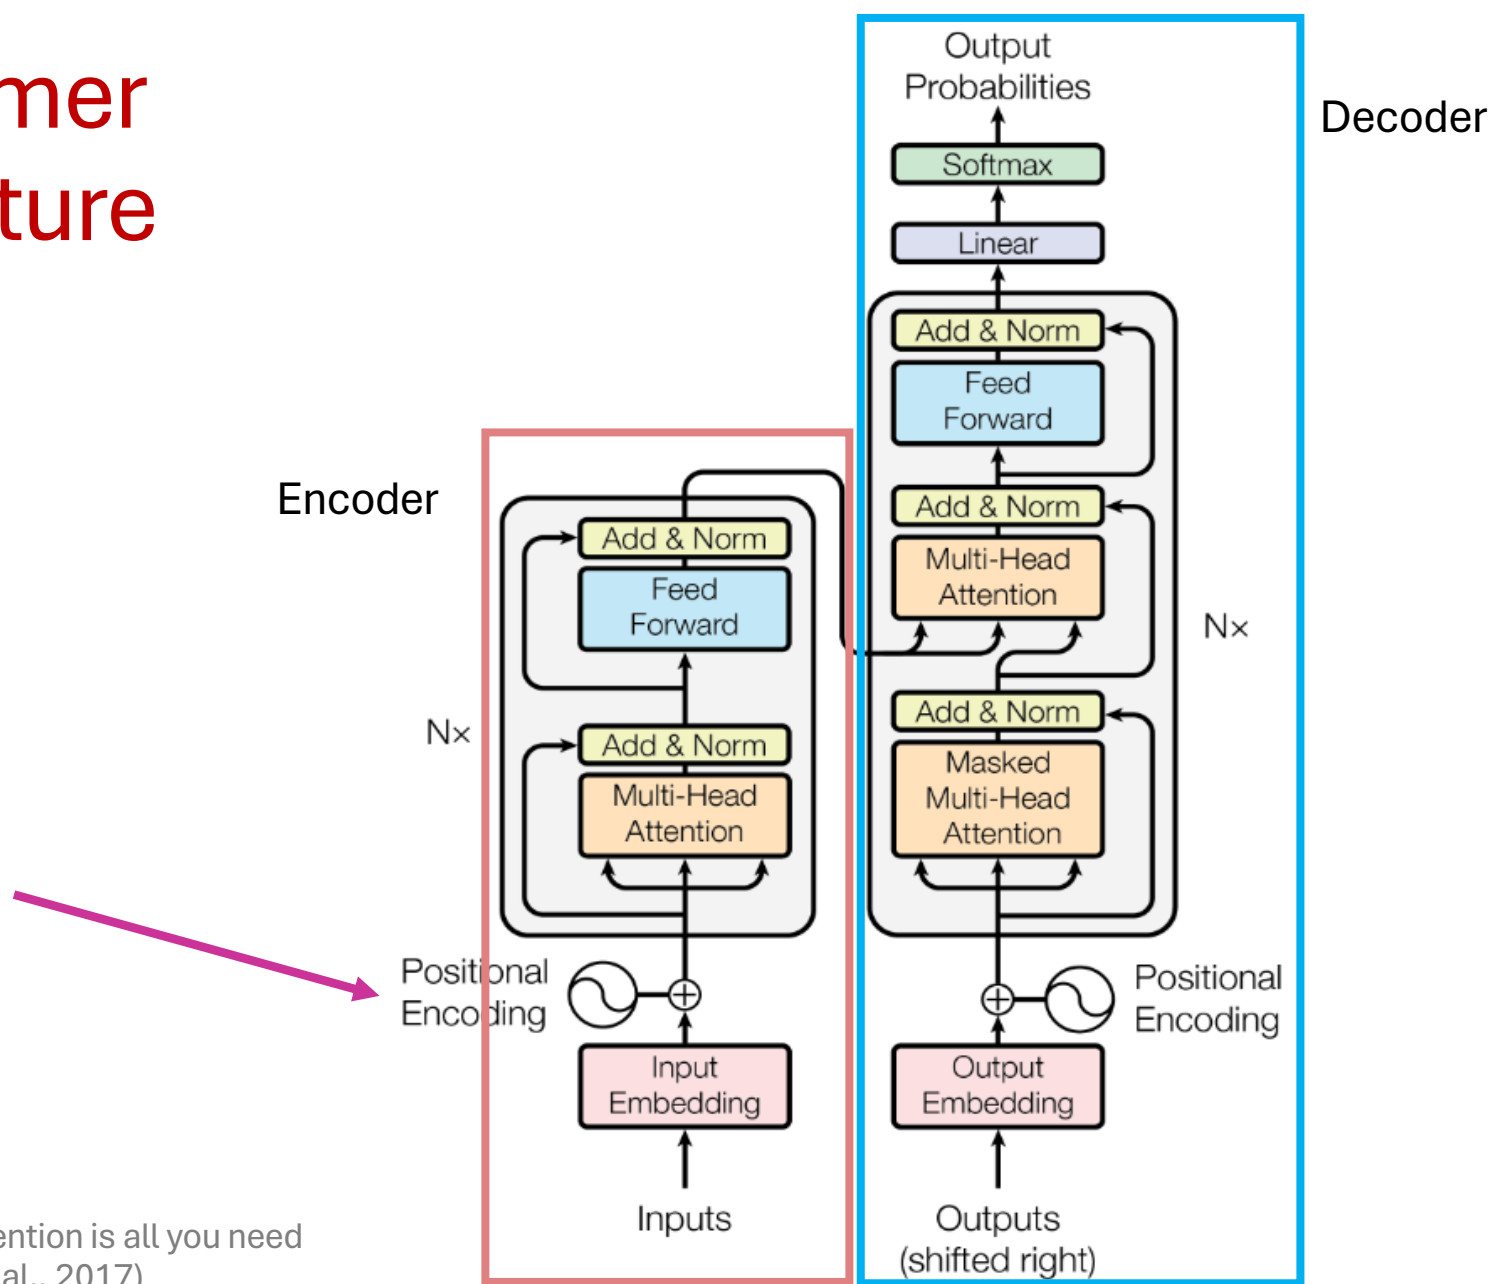 mer
ture
Encoder
Decoder
Output
Probabilities
Softmax
Linear
Add & Norm
Feed
Forward
Add & Norm
Multi-Head
Attention
Nx
Add & Norm
Masked
Multi-Head
Attention
Positional
Encoding
Output
Embedding
Outputs
(shifted right)
Add & Norm
Feed
Forward
Nx
Add & Norm
Multi-Head
Attention
Positional
Encoding
Input
Embedding
Inputs
ention is all you need
al., 2017)